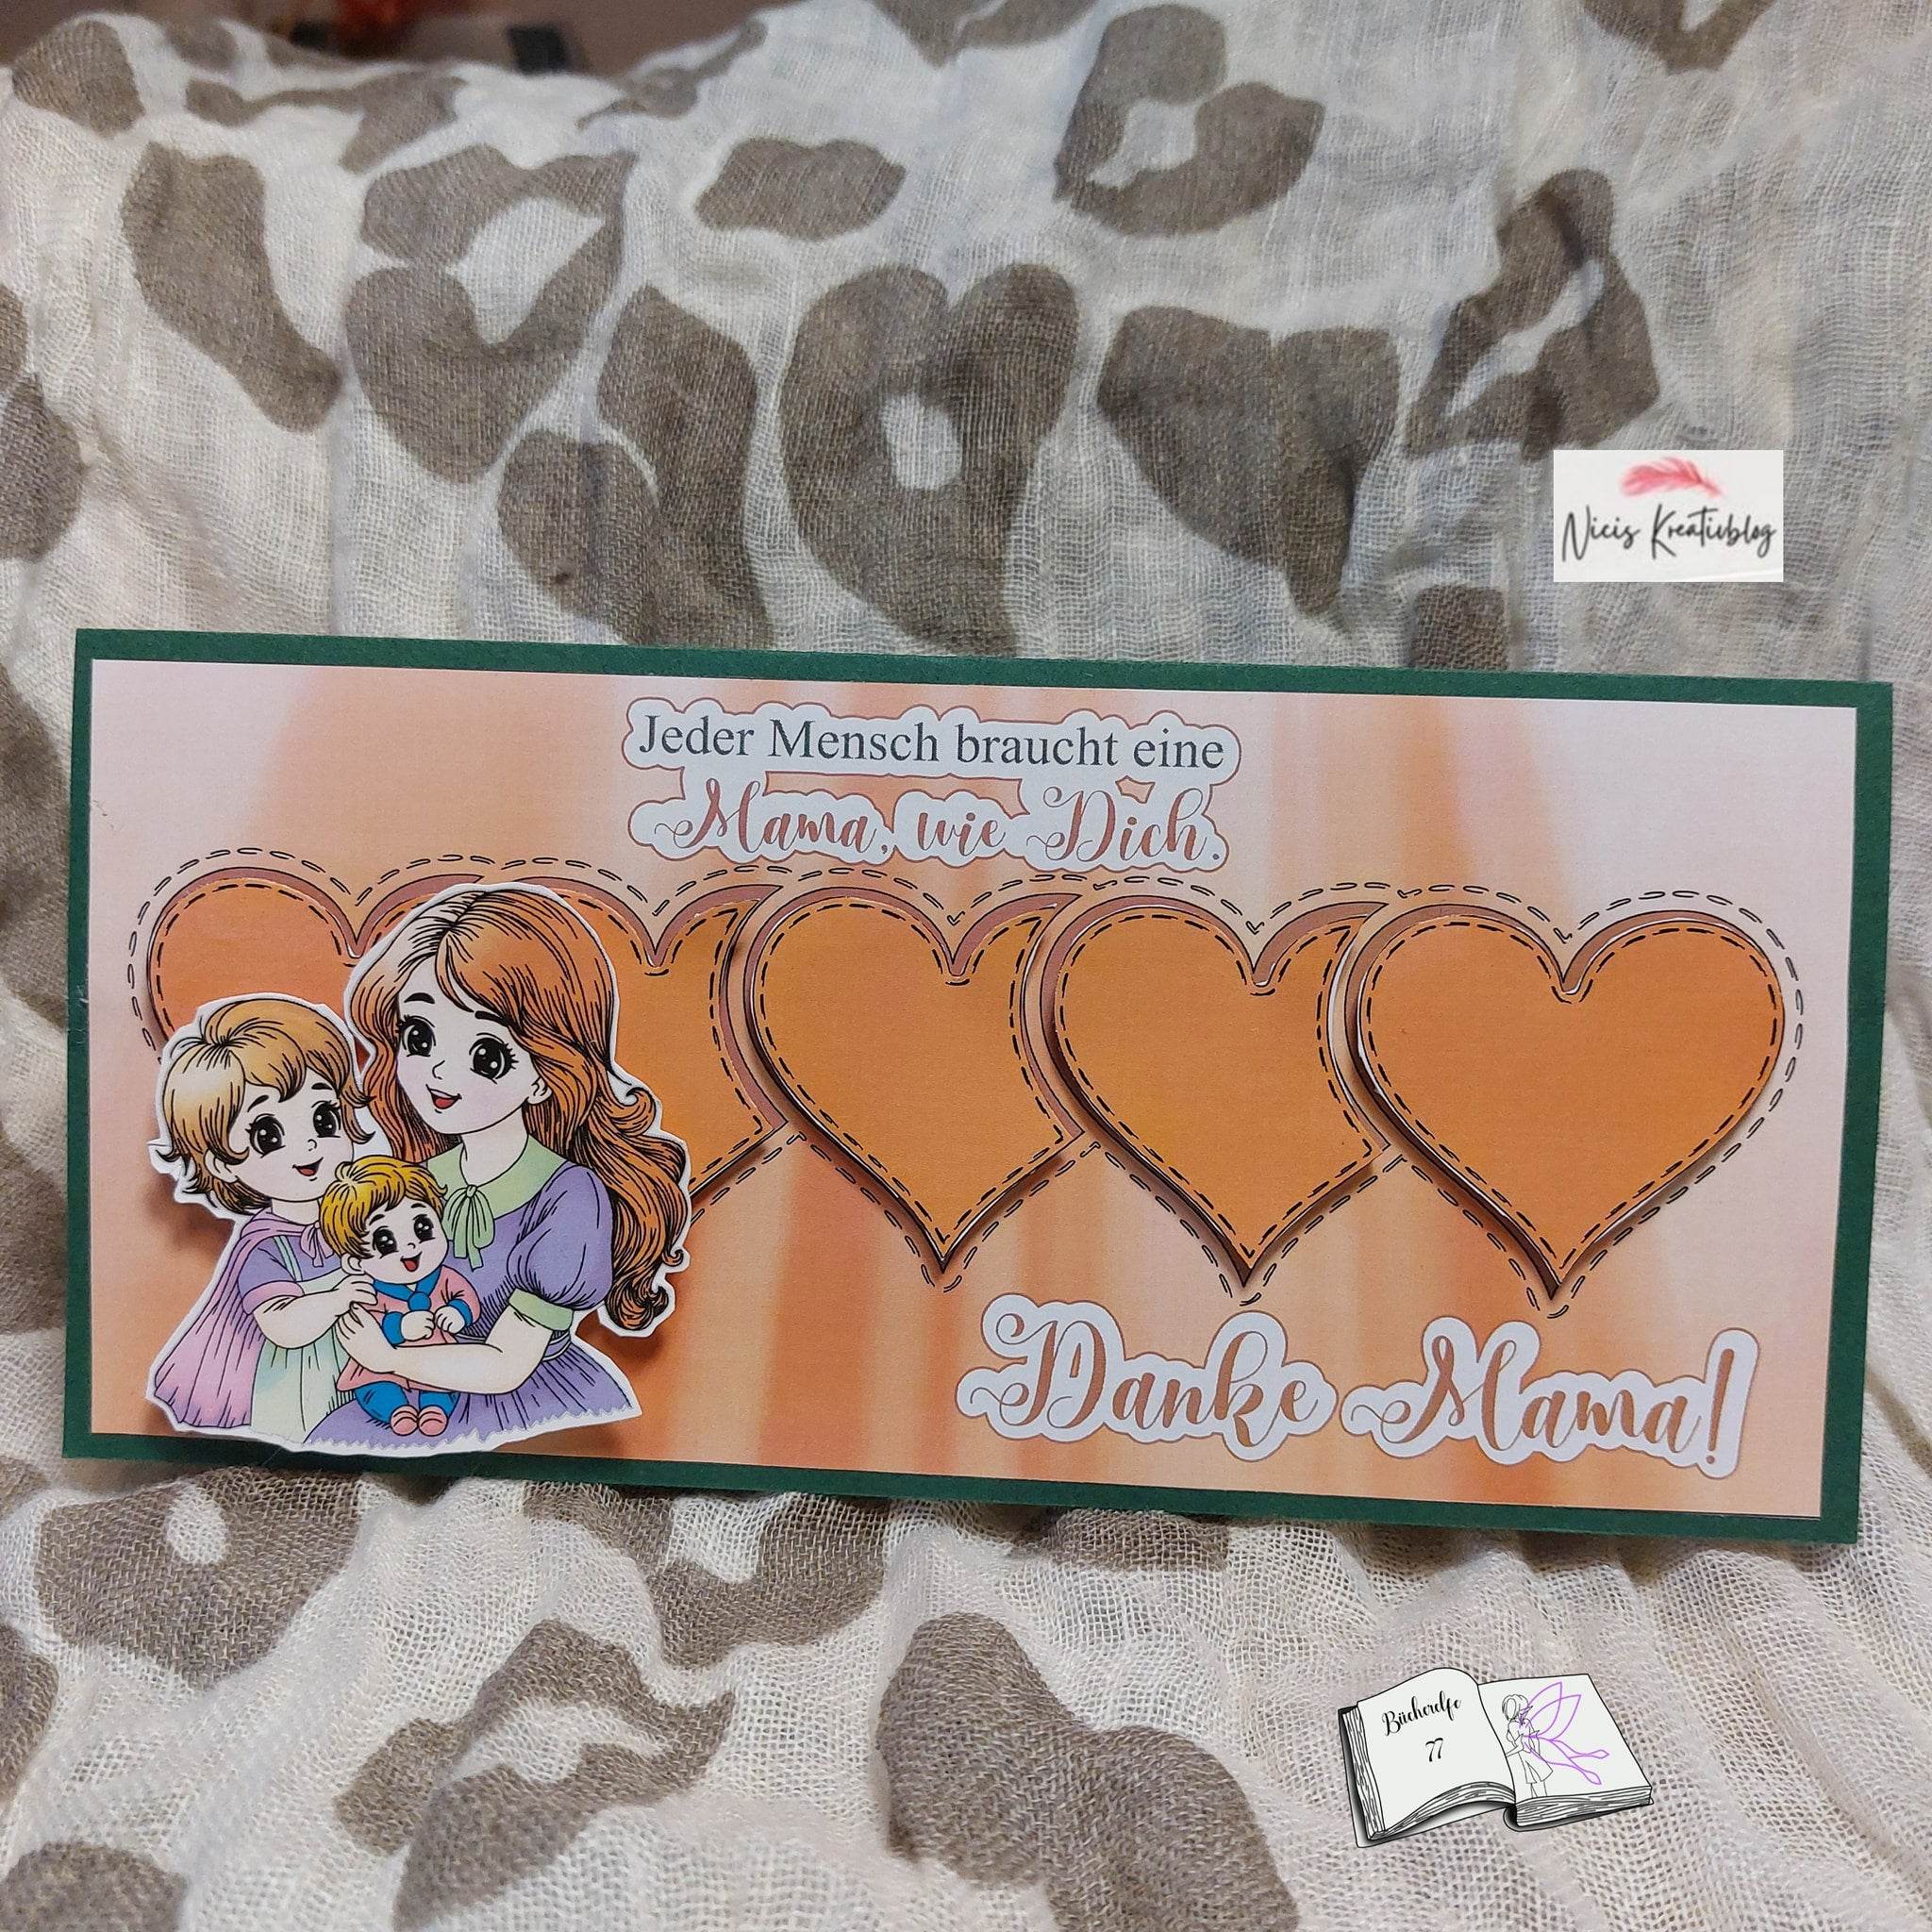 Nicis Kreativblog
Jeder Mensch braucht eine
Mama, wie Dich.
Danke Mama!
Bücherelfe
77